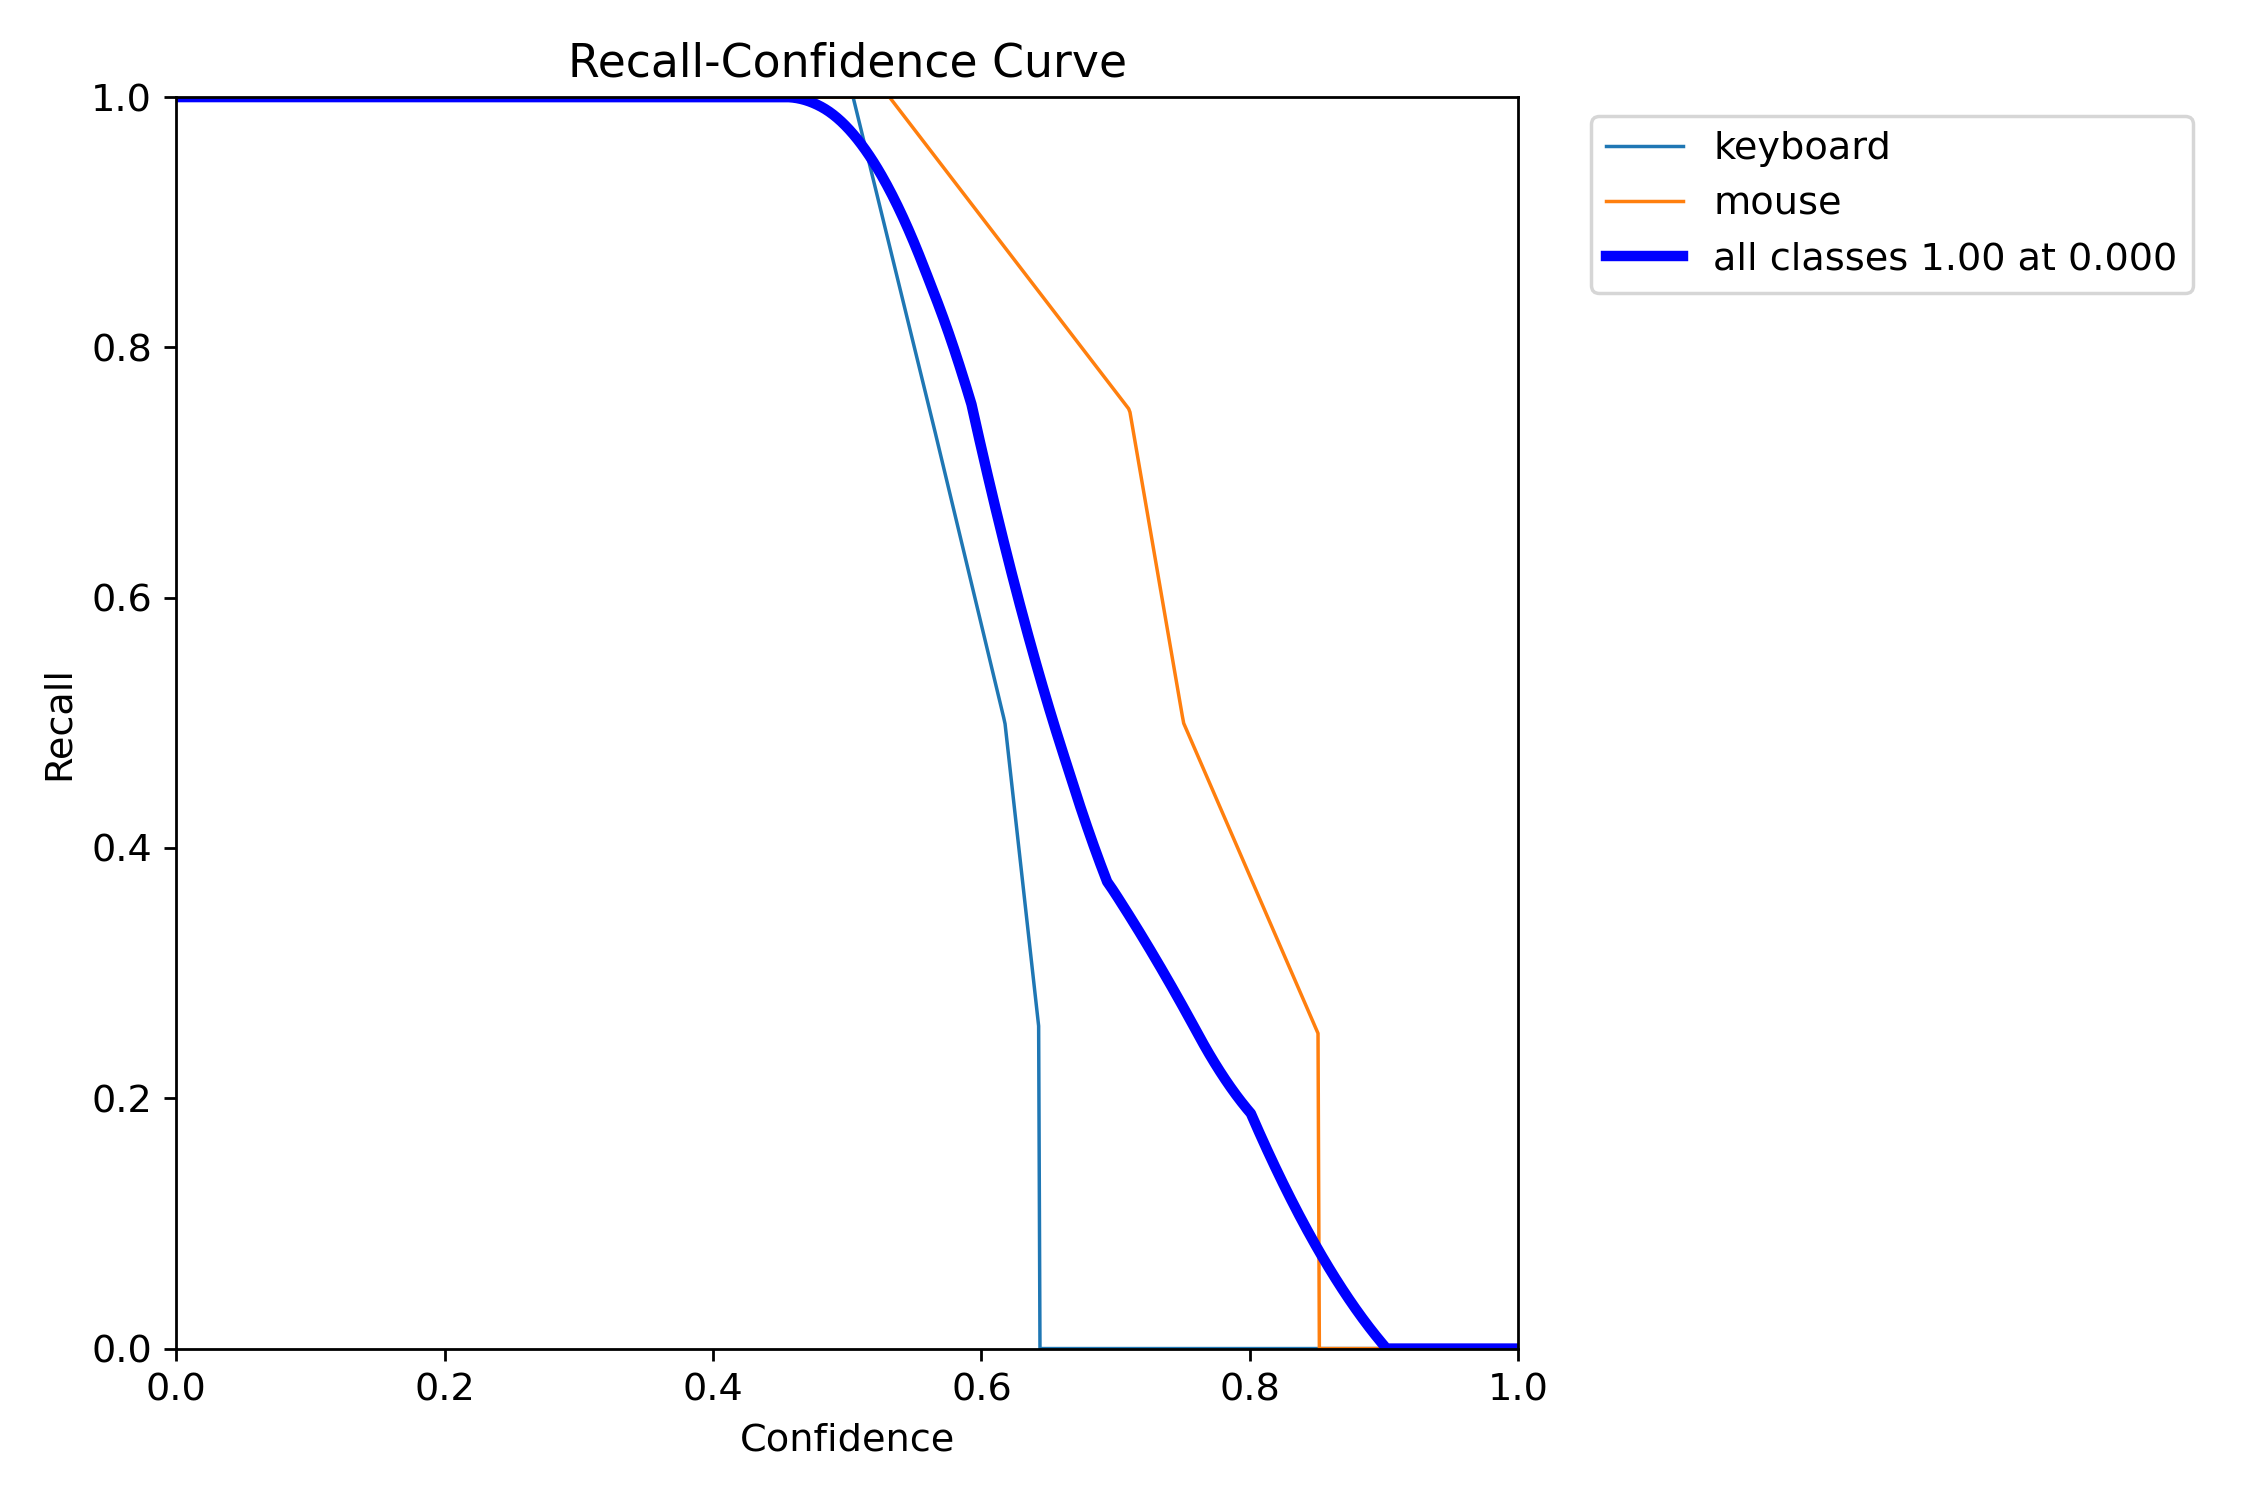 Recall-Confidence Curve
1.0
0.8
0.6
0.4
0.2
0.0
Recall
0.0 0.2 0.4 0.6 0.8 1.0
Confidence
keyboard
mouse
all classes 1.00 at 0.000